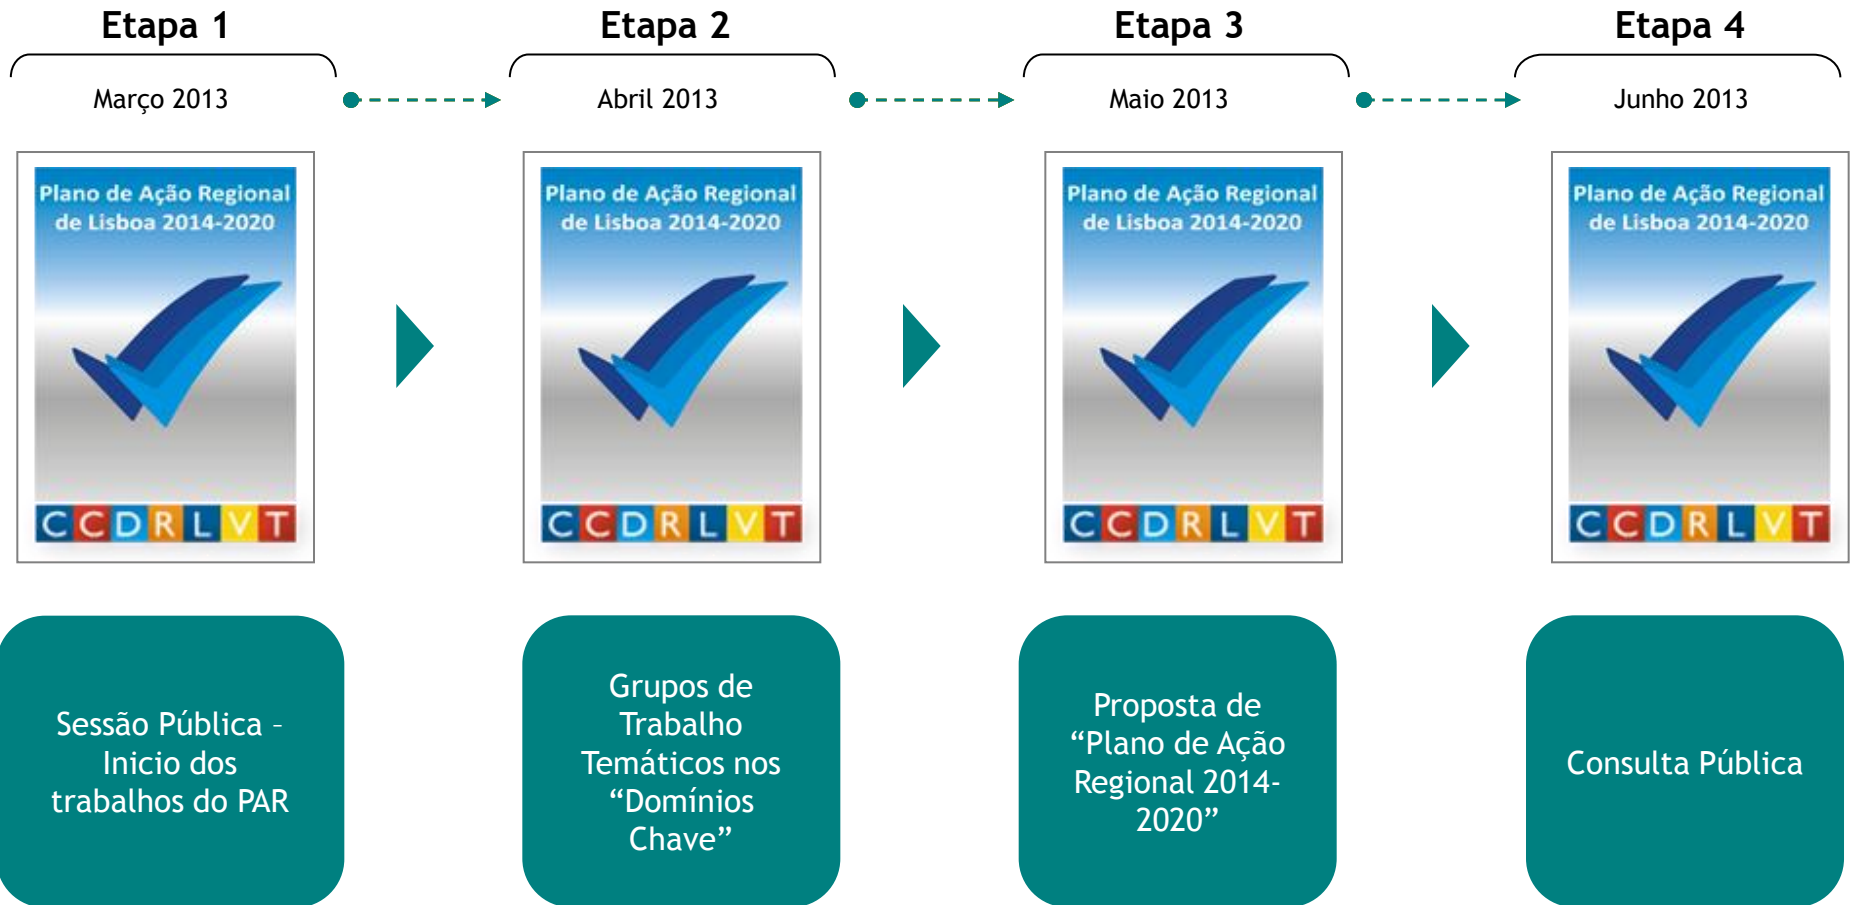 Etapa 1
Etapa 2
Etapa 3
Etapa 4
Março 2013
Abril 2013
Maio 2013
Junho 2013
Plano de Ação Regional
de Lisboa 2014-2020
CCDRLVT
Plano de Ação Regional
de Lisboa 2014-2020
CCDRLVT
Plano de Ação Regional
de Lisboa 2014-2020
CCDRLVT
Plano de Ação Regional
de Lisboa 2014-2020
CCDRLVT
Sessão Pública –
Inicio dos
trabalhos do PAR
Grupos de
Trabalho
Temáticos nos
“Domínios
Chave”
Proposta de
“Plano de Ação
Regional 2014-
2020”
Consulta Pública